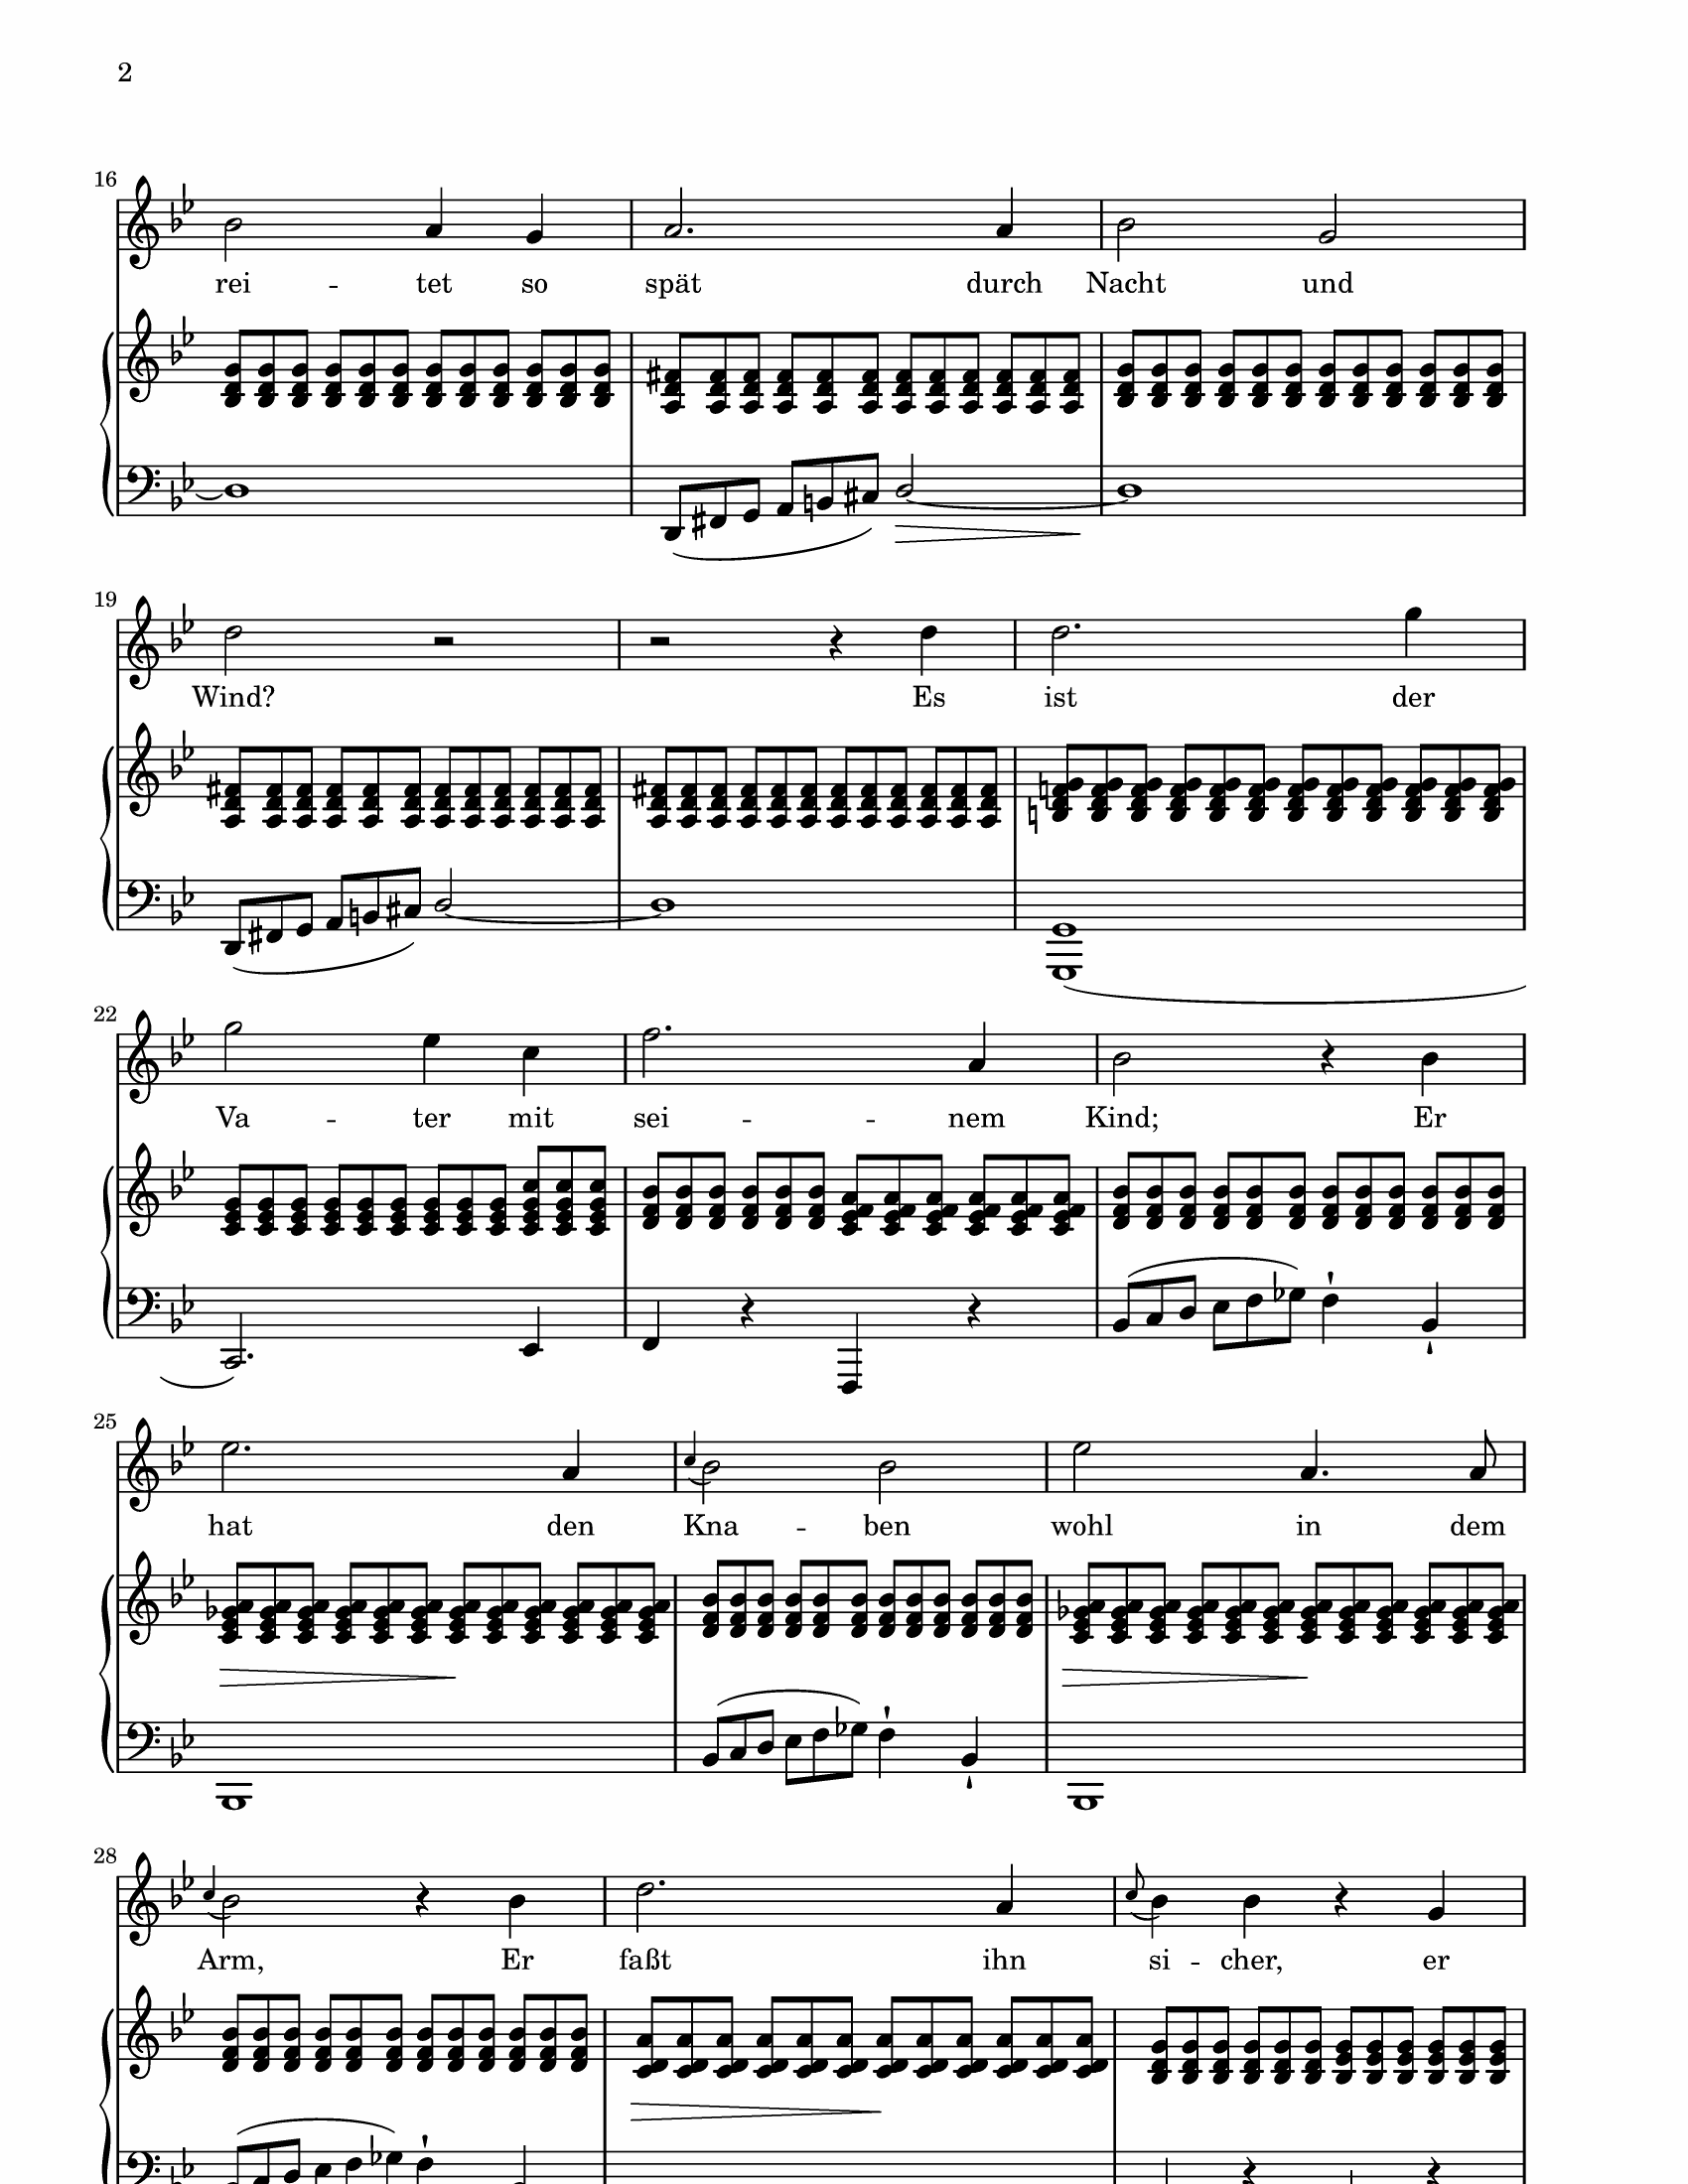 2
16
rei -- tet so spät durch Nacht und
19
Wind? Es ist der
22
Va -- ter mit sei -- nem Kind; Er
25
hat den Kna -- ben wohl in dem
28
Arm, Er faßt ihn si -- cher, er